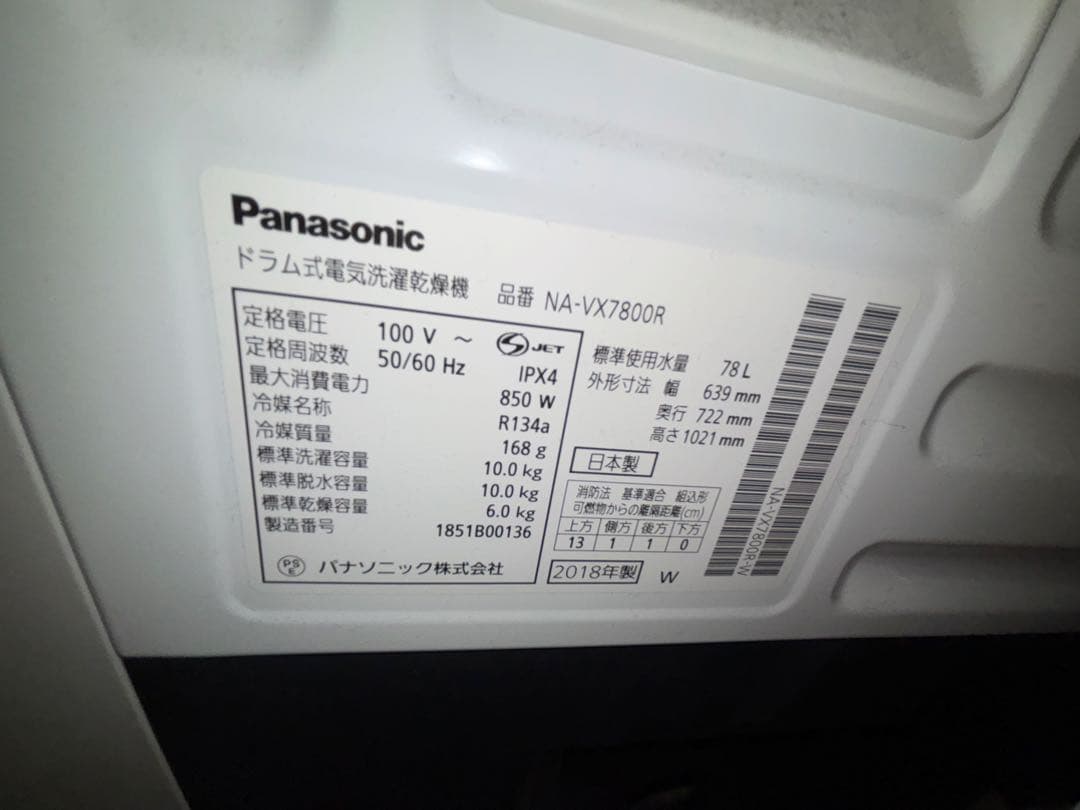 Panasonic
ドラム式電気洗濯乾燥機 品番 NA-VX7800R
定格電圧 100 V ～ S JET
定格周波数 50/60 Hz IPX4
最大消費電力 850 W
冷媒名称 R134a
冷媒質量 168 g
標準洗濯容量 10.0 kg
標準脱水容量 10.0 kg
標準乾燥容量 6.0 kg
製造番号 1851B00136
PS E パナソニック株式会社
標準使用水量 78 L
外形寸法 幅 639 mm
奥行 722 mm
高さ 1021 mm
日本製
消防法 基準適合 組込形
可燃物からの離隔距離(cm)
上方 側方 後方 下方
13 1 1 0
2018年製 W
NA-VX7800R-W